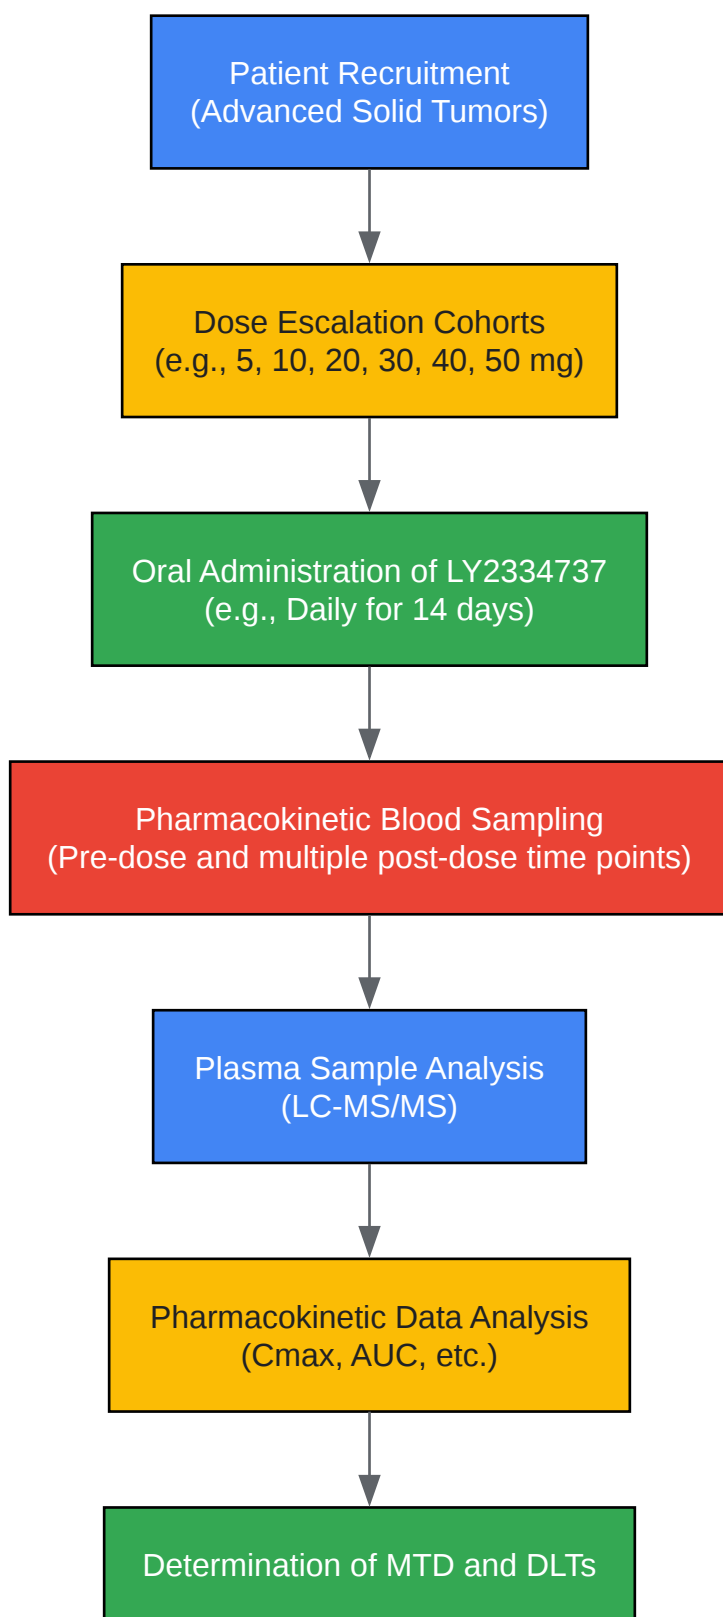 Patient Recruitment
(Advanced Solid Tumors)
Dose Escalation Cohorts
(e.g., 5, 10, 20, 30, 40, 50 mg)
Oral Administration of LY2334737
(e.g., Daily for 14 days)
Pharmacokinetic Blood Sampling
(Pre-dose and multiple post-dose time points)
Plasma Sample Analysis
(LC-MS/MS)
Pharmacokinetic Data Analysis
(Cmax, AUC, etc.)
Determination of MTD and DLTs